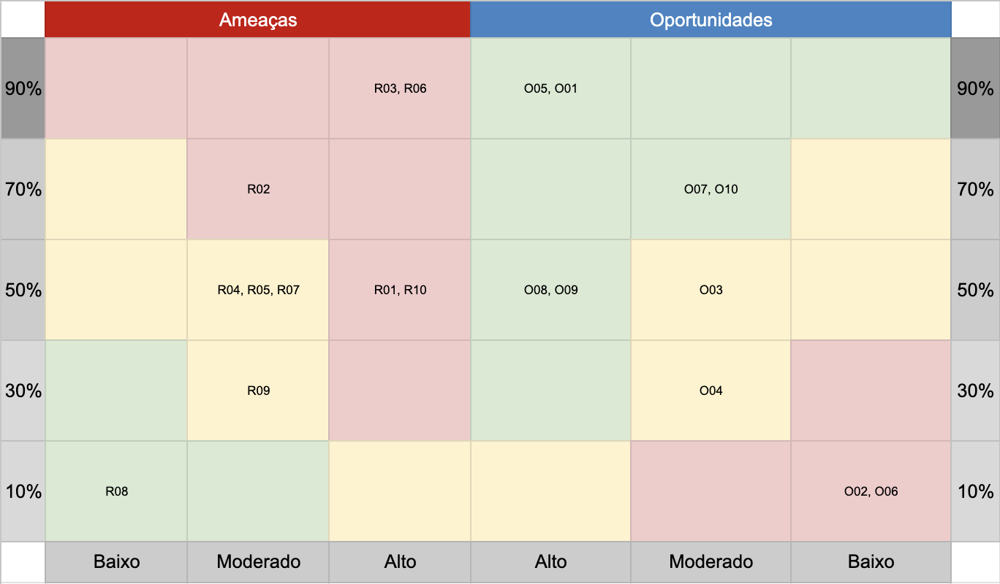 Ameaças Oportunidades
90% R03, R06 O05, O01 90%
70% R02 O07, O10 70%
50% R04, R05, R07 R01, R10 O08, O09 O03 50%
30% R09 O04 30%
10% R08 O02, O06 10%
Baixo Moderado Alto Alto Moderado Baixo